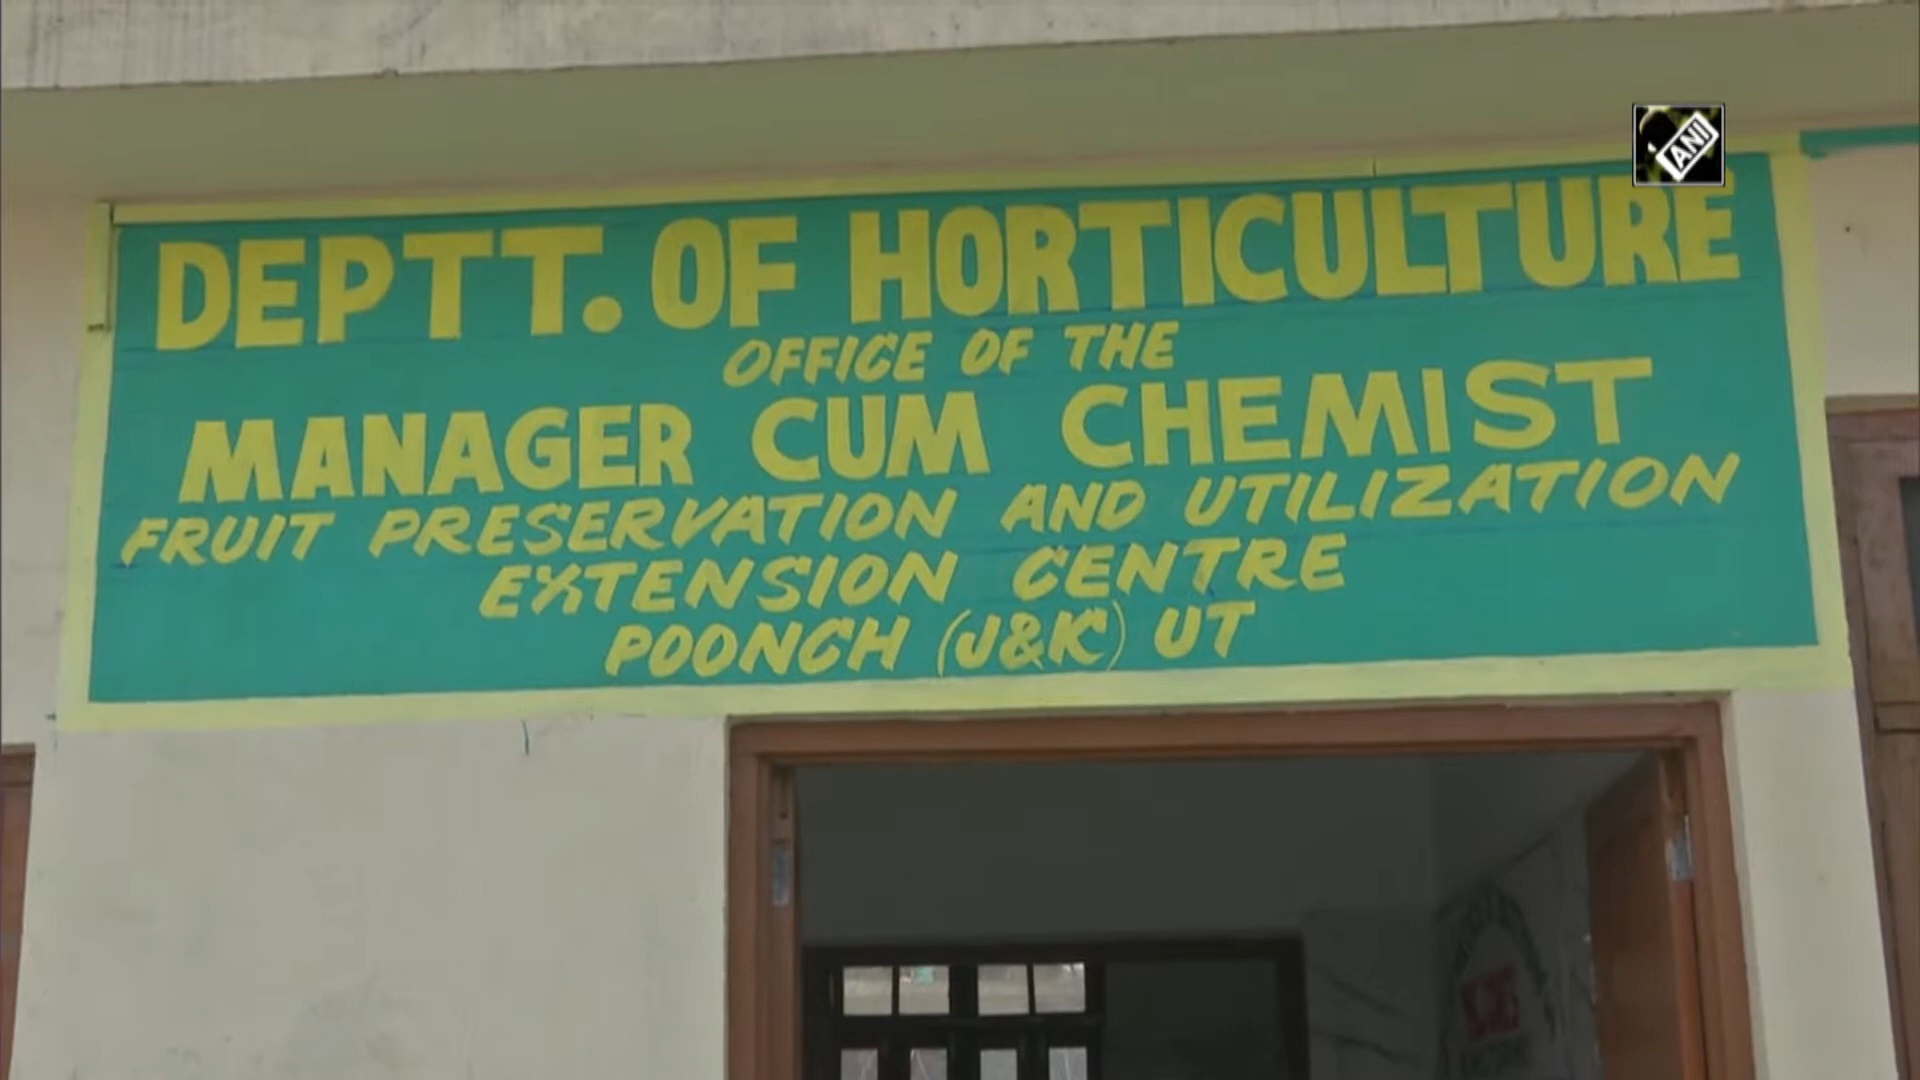 ANI
DEPTT. OF HORTICULTURE
OFFICE OF THE
MANAGER CUM CHEMIST
FRUIT PRESERVATION AND UTILIZATION
EXTENSION CENTRE
POONCH (J&K) UT